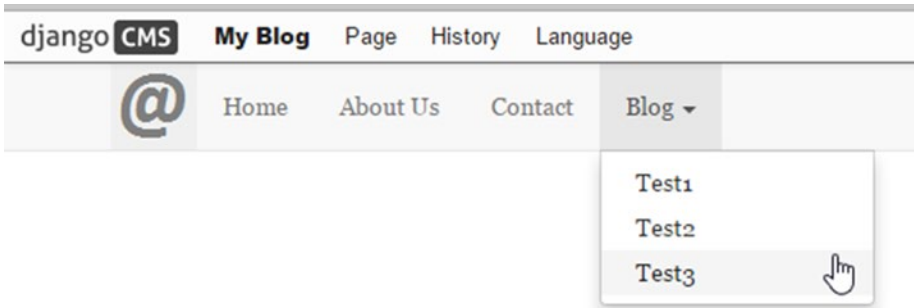 django CMS My Blog Page History Language
@ Home About Us Contact Blog
Test1
Test2
Test3